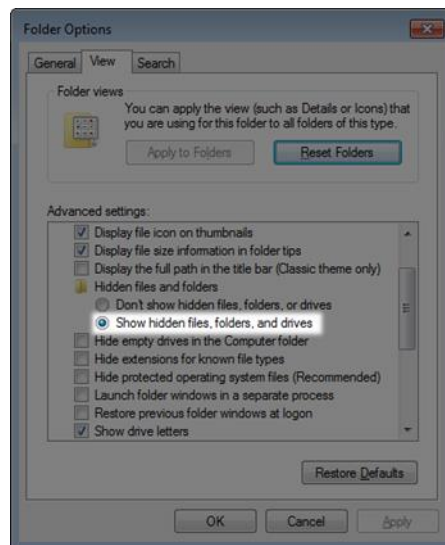 Folder Options
General View Search
Folder views
You can apply the view (such as Details or Icons) that
you are using for this folder to all folders of this type.
Apply to Folders Reset Folders
Advanced settings:
Display file icon on thumbnails
Display file size information in folder tips
Display the full path in the title bar (Classic theme only)
Hidden files and folders
Don't show hidden files, folders, or drives
Show hidden files, folders, and drives
Hide empty drives in the Computer folder
Hide extensions for known file types
Hide protected operating system files (Recommended)
Launch folder windows in a separate process
Restore previous folder windows at logon
Show drive letters
Restore Defaults
OK Cancel Apply